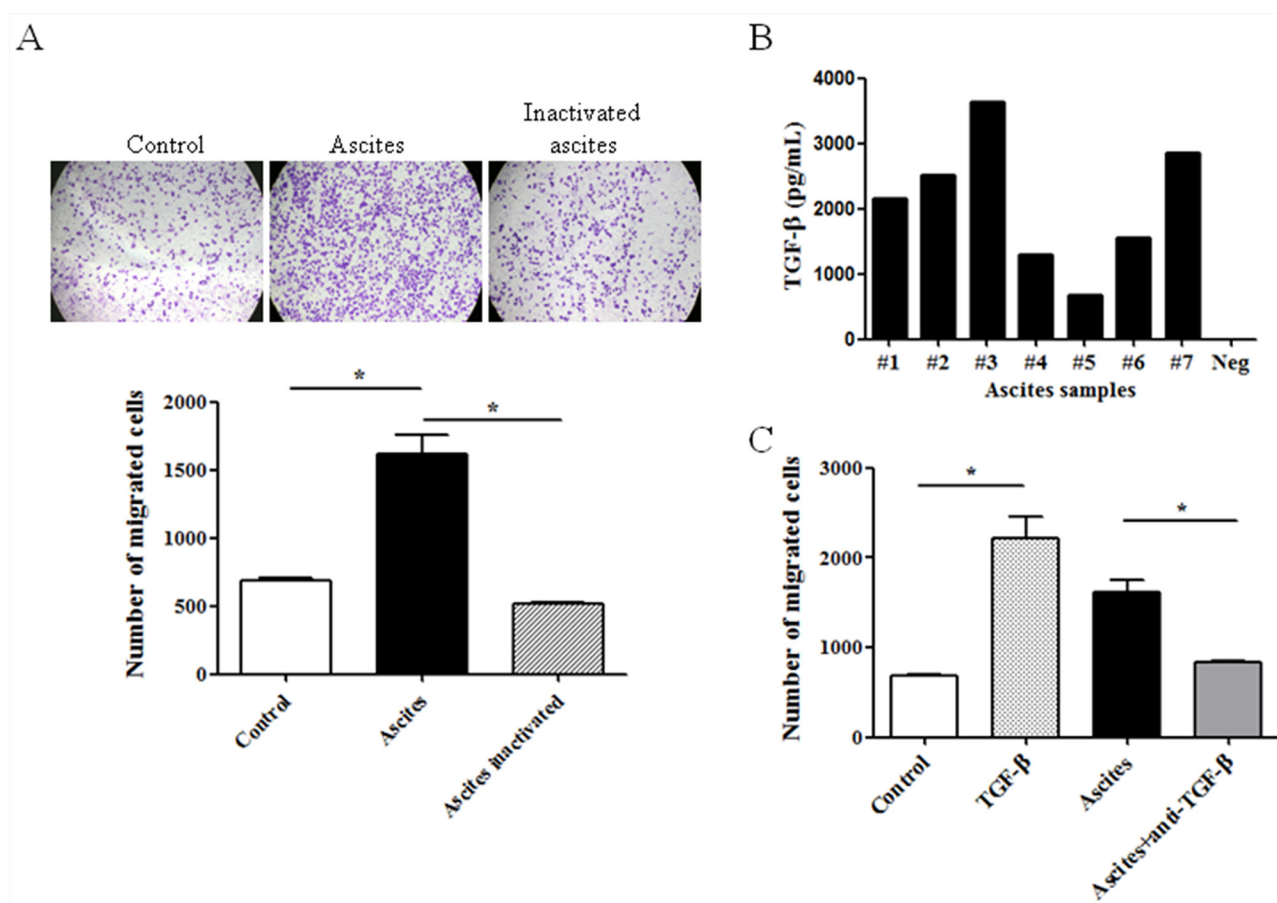 A
Control
Ascites
Inactivated
ascites
*
*
Number of migrated cells
2000
1500
1000
500
0
Control
Ascites
Ascites inactivated
B
TGF-β (pg/mL)
4000
3000
2000
1000
0
#1 #2 #3 #4 #5 #6 #7 Neg
Ascites samples
C
*
*
Number of migrated cells
3000
2000
1000
0
Control
TGF-β
Ascites
Ascites+anti-TGF-β